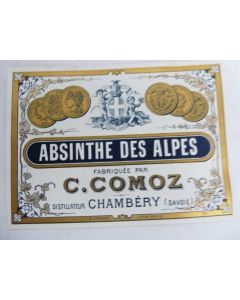 ABSINTHE DES ALPES
FABRIQUÉE PAR
C. COMOZ
DISTILLATEUR CHAMBÉRY (SAVOIE)